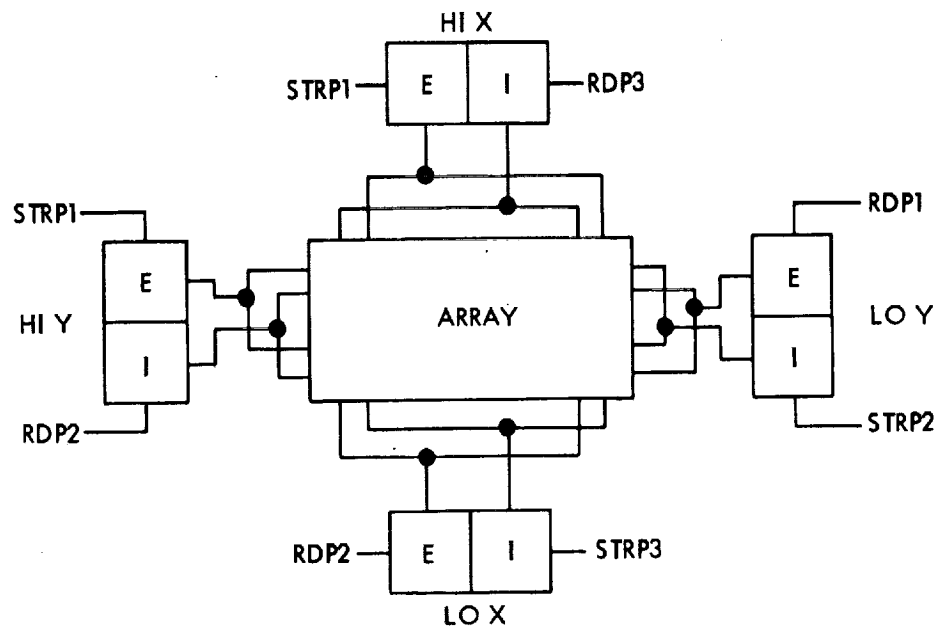 HI X
STRP1 E I RDP3
STRP1 RDP1
E E
HI Y ARRAY LO Y
I I
RDP2 STRP2
RDP2 E I STRP3
LO X